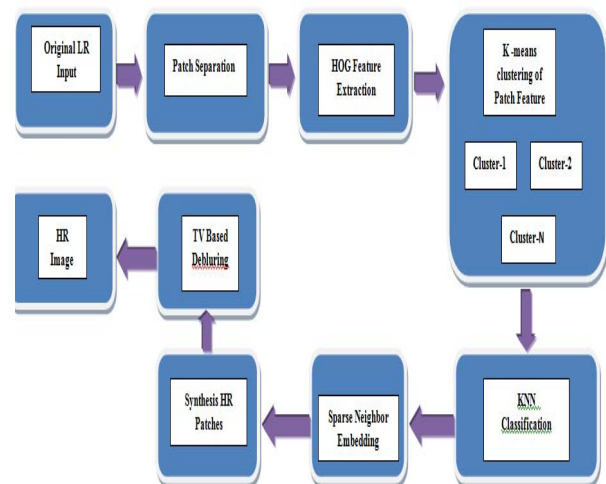 Original LR
Input
Patch Separation
HOG Feature
Extraction
K -means
clustering of
Patch Feature
Cluster-1
Cluster-2
Cluster-N
KNN
Classification
Sparse Neighbor
Embedding
Synthesis HR
Patches
TV Based
Debluring
HR
Image